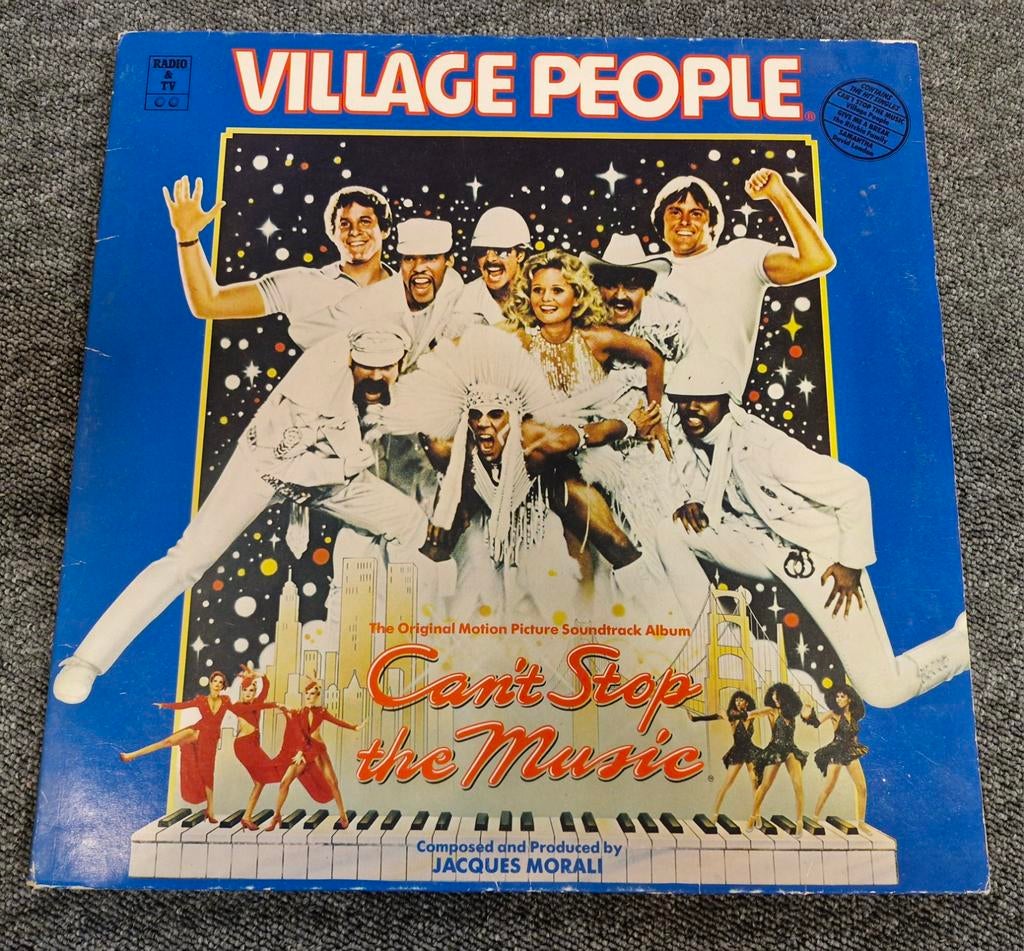 RADIO
&
TV
VILLAGE PEOPLE®
CONTAINS
THE HIT SINGLES
CAN'T STOP THE MUSIC
Village People
GIVE ME A BREAK
the Ritchie Family
SAMANTHA
David London
The Original Motion Picture Soundtrack Album
Can't Stop
the Music
Composed and Produced by
JACQUES MORALI